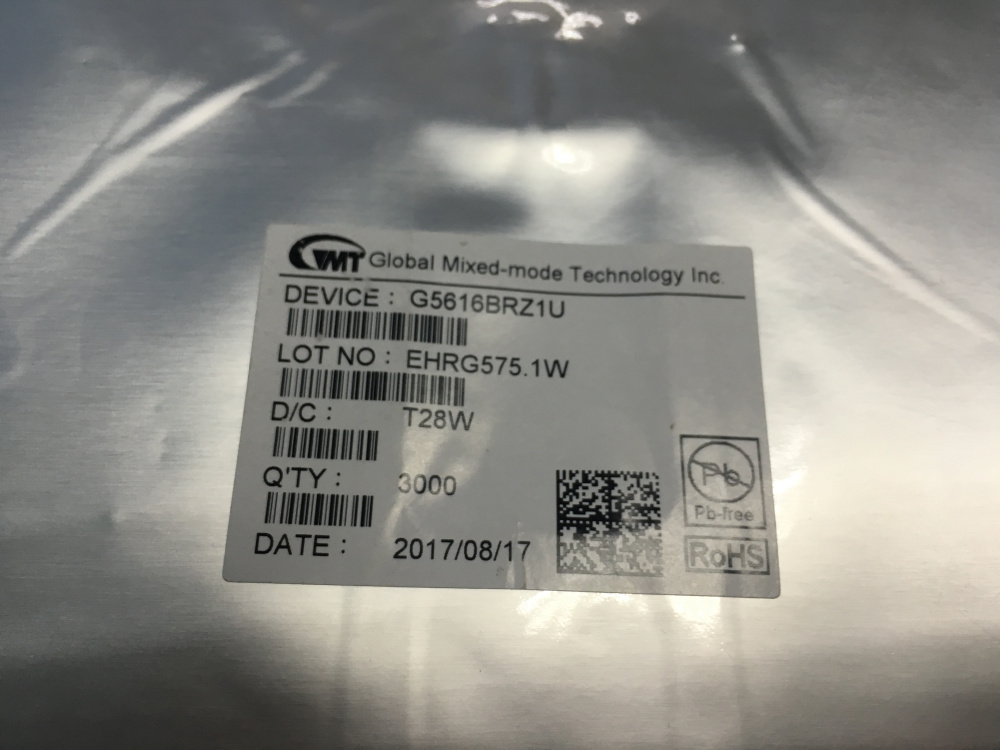 GMT Global Mixed-mode Technology Inc.
DEVICE : G5616BRZ1U
LOT NO : EHRG575.1W
D/C : T28W
Q'TY : 3000
DATE : 2017/08/17
Pb
Pb-free
RoHS